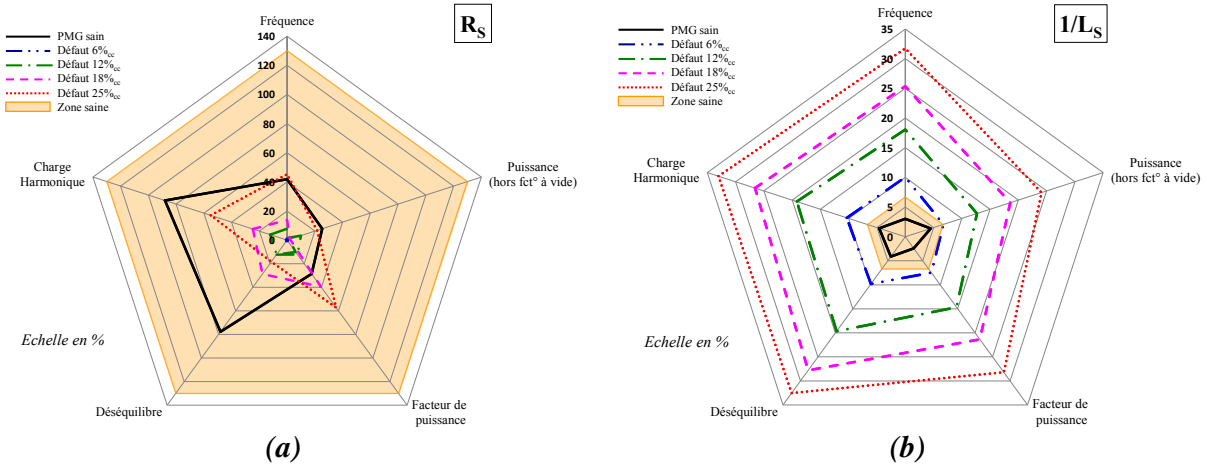 R_S
Fréquence
PMG sain
Défaut 6%cc
Défaut 12%cc
Défaut 18%cc
Défaut 25%cc
Zone saine
140
120
100
80
60
40
20
0
Charge
Harmonique
Puissance
(hors fct° à vide)
Echelle en %
Déséquilibre
Facteur de
puissance
(a)
1/L_S
Fréquence
PMG sain
Défaut 6%cc
Défaut 12%cc
Défaut 18%cc
Défaut 25%cc
Zone saine
35
30
25
20
15
10
5
0
Charge
Harmonique
Puissance
(hors fct° à vide)
Echelle en %
Déséquilibre
Facteur de
puissance
(b)